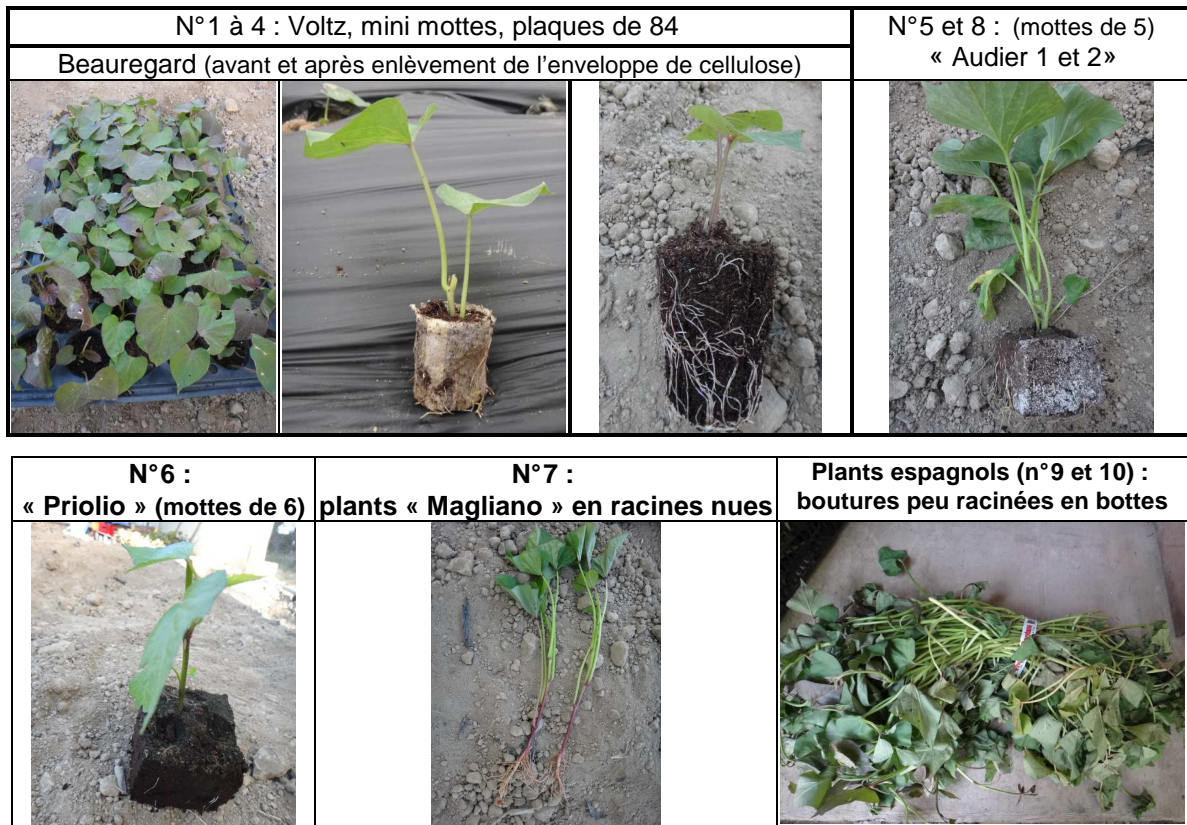 N°1 à 4 : Voltz, mini mottes, plaques de 84
Beauregard (avant et après enlèvement de l'enveloppe de cellulose)
N°5 et 8 : (mottes de 5)
« Audier 1 et 2»
N°6 :
« Priolio » (mottes de 6)
N°7 :
plants « Magliano » en racines nues
Plants espagnols (n°9 et 10) :
boutures peu racinées en bottes